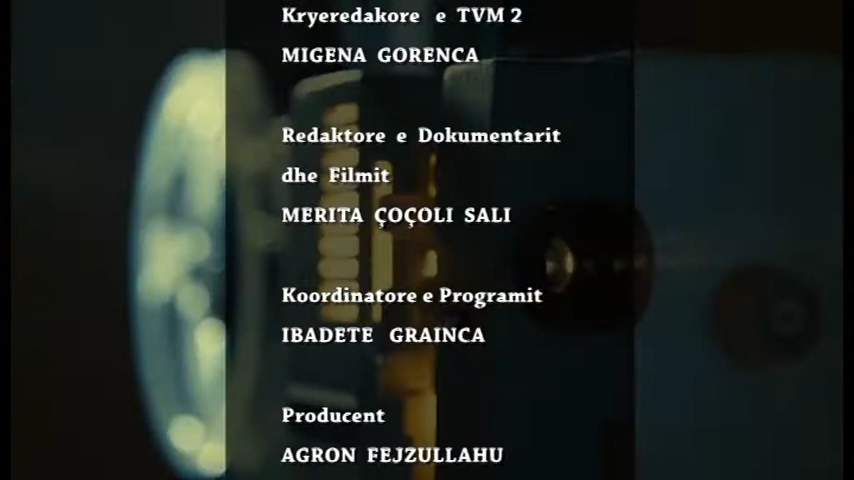 Kryeredakore e TVM 2
MIGENA GORENCA
Redaktore e Dokumentarit
dhe Filmit
MERITA ÇOÇOLI SALI
Koordinatore e Programit
IBADETE GRAINCA
Producent
AGRON FEJZULLAHU